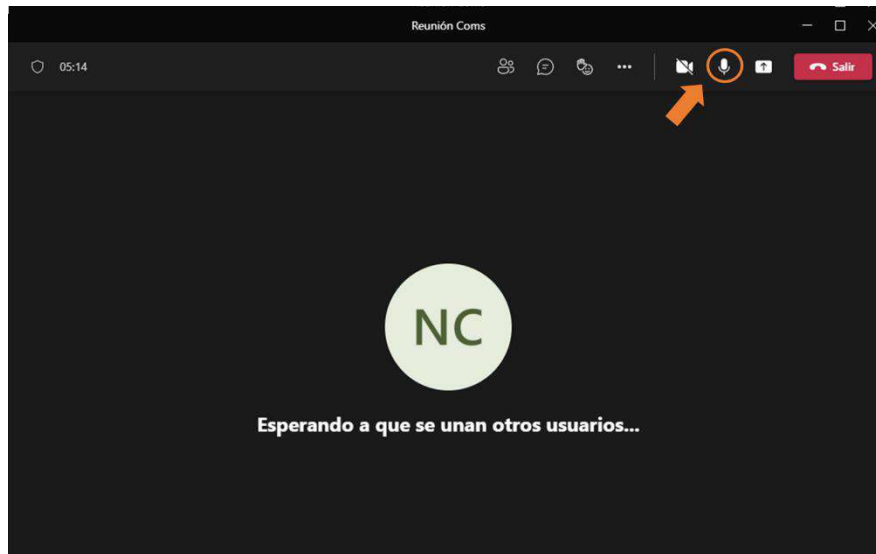 Reunión Coms
05:14
Salir
NC
Esperando a que se unan otros usuarios...